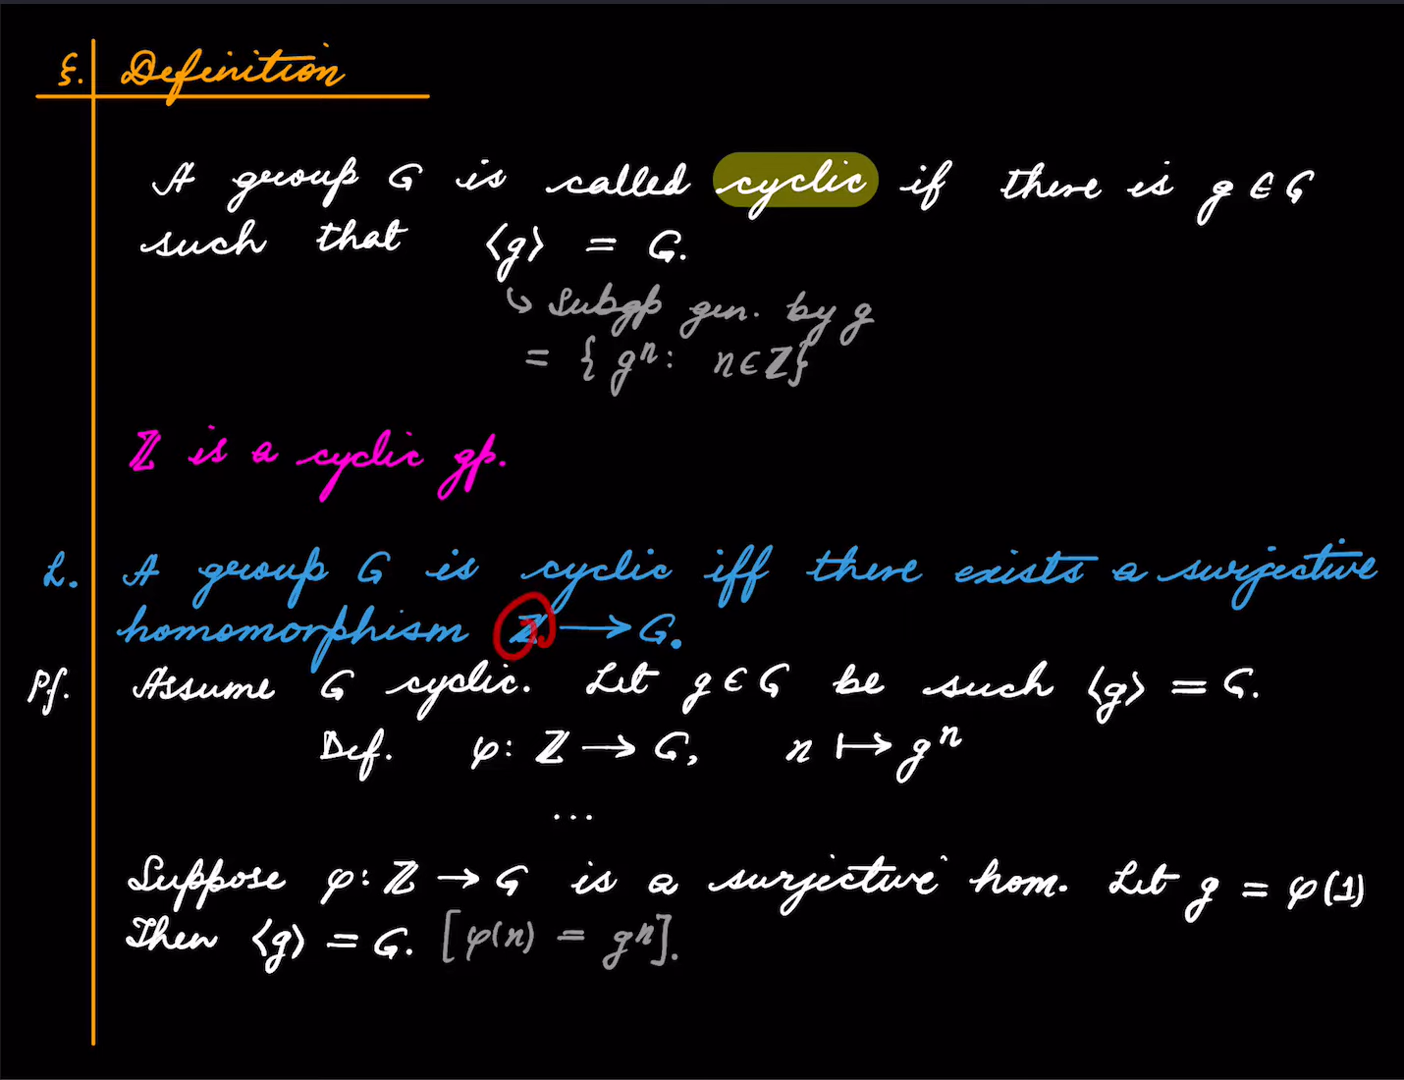 §. Definition
A group G is called cyclic if there is g ∈ G
such that ⟨g⟩ = G.
↳ subgp gen. by g
= { gⁿ : n ∈ ℤ}
ℤ is a cyclic gp.
L. A group G is cyclic iff there exists a surjective
homomorphism ℤ → G.
Pf. Assume G cyclic. Let g ∈ G be such ⟨g⟩ = G.
Def. φ: ℤ → G, n ↦ gⁿ
...
Suppose φ: ℤ → G is a surjective hom. Let g = φ(1)
Then ⟨g⟩ = G. [φ(n) = gⁿ].